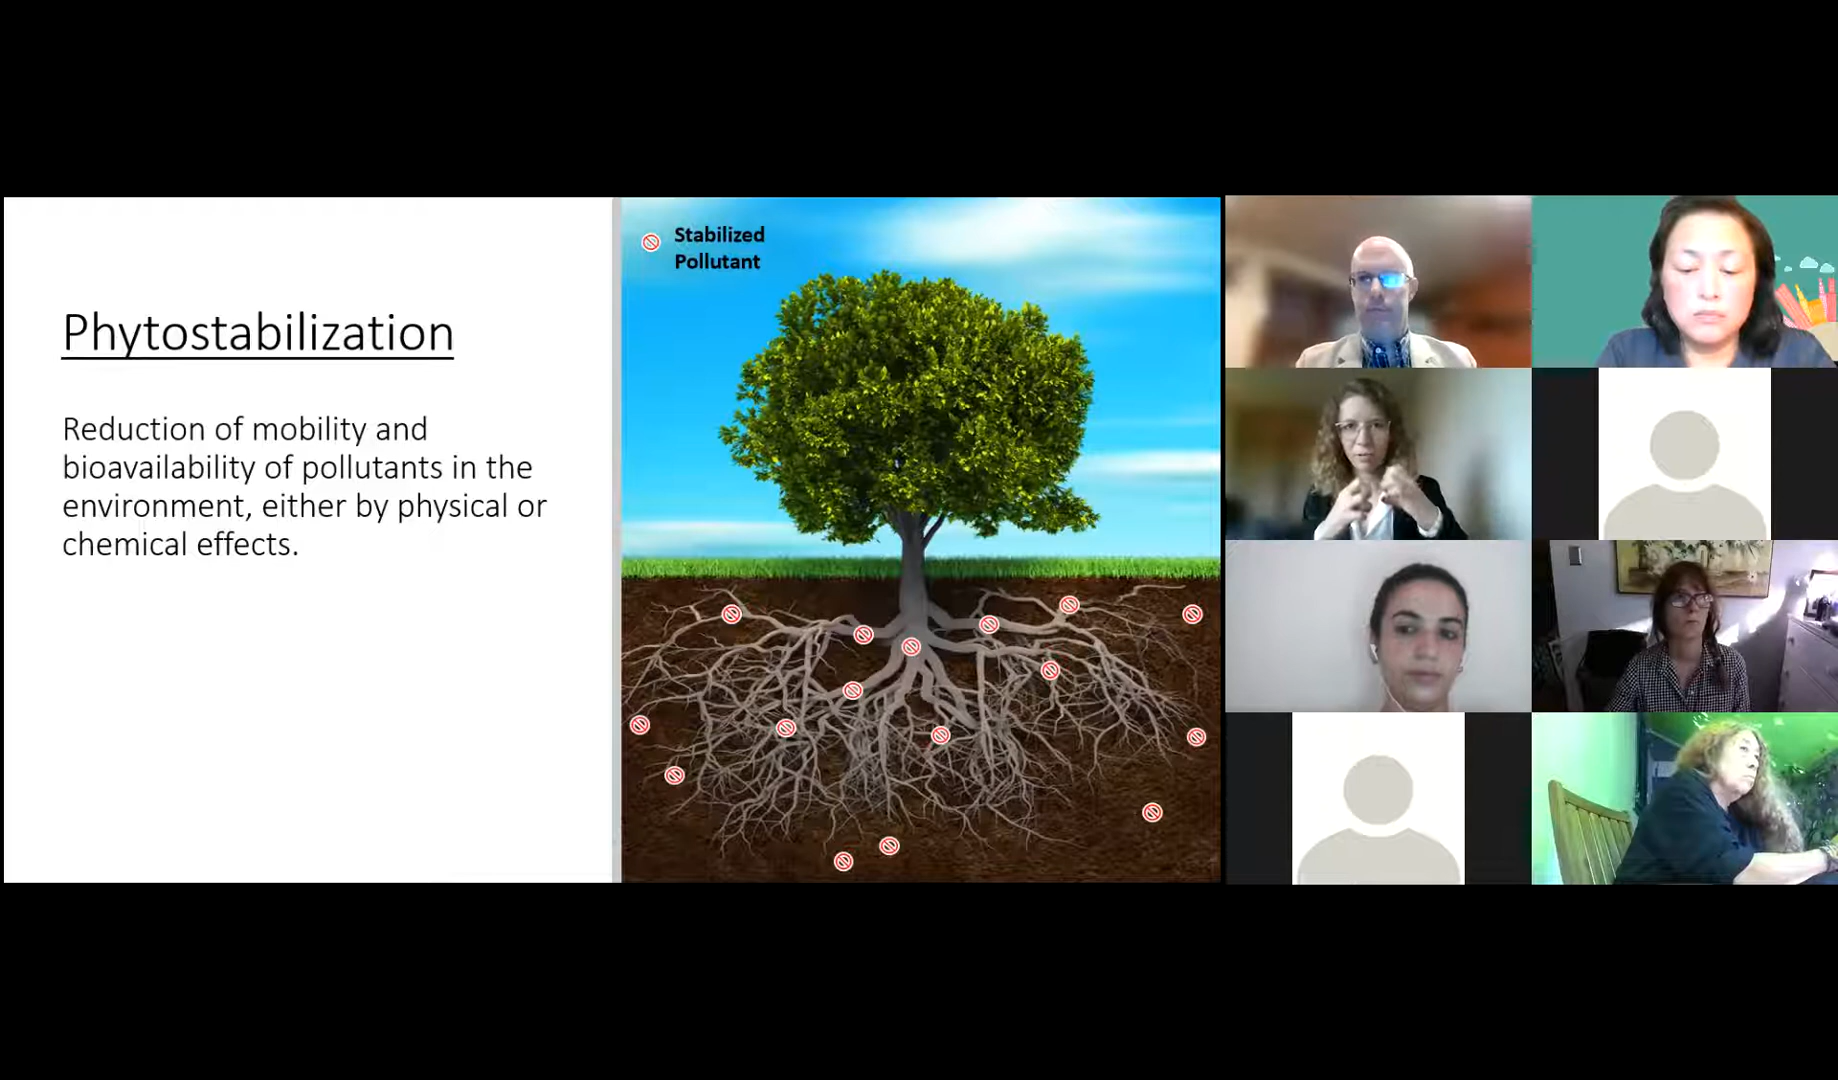 Phytostabilization
Reduction of mobility and
bioavailability of pollutants in the
environment, either by physical or
chemical effects.
Stabilized
Pollutant